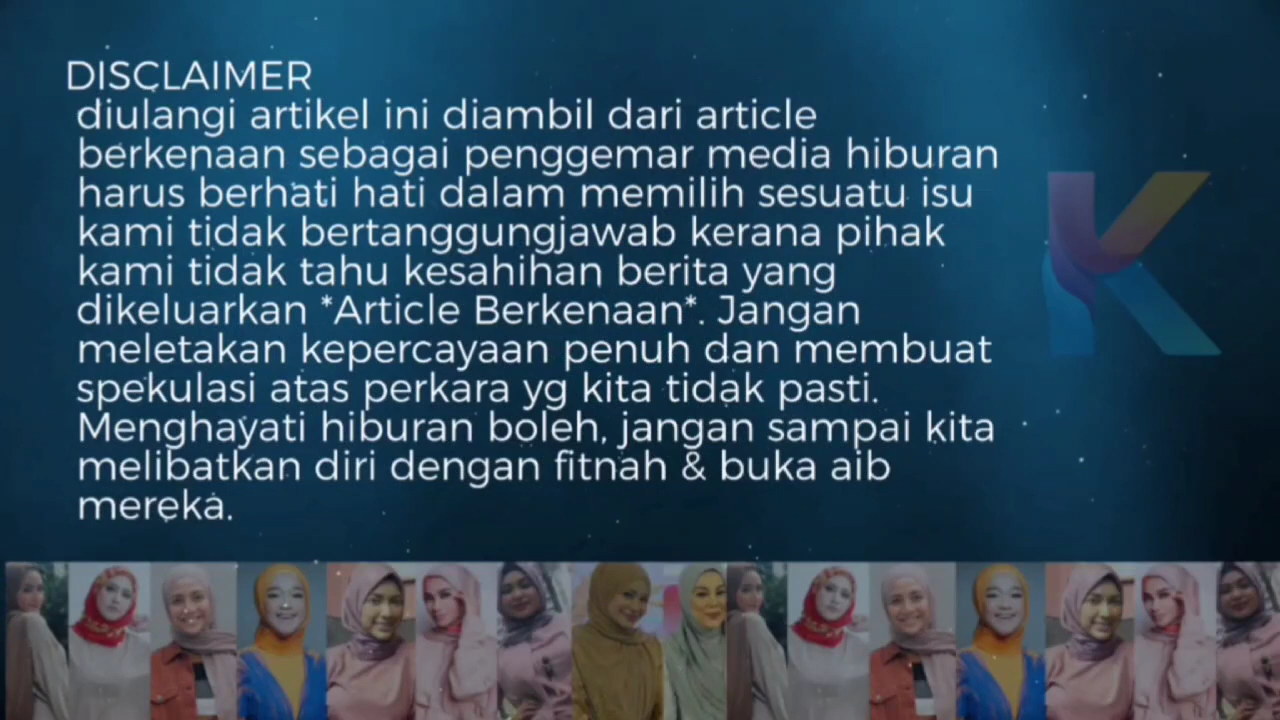 DISCLAIMER
diulangi artikel ini diambil dari article
berkenaan sebagai penggemar media hiburan
harus berhati hati dalam memilih sesuatu isu
kami tidak bertanggungjawab kerana pihak
kami tidak tahu kesahihan berita yang
dikeluarkan *Article Berkenaan*. Jangan
meletakan kepercayaan penuh dan membuat
spekulasi atas perkara yg kita tidak pasti.
Menghayati hiburan boleh, jangan sampai kita
melibatkan diri dengan fitnah & buka aib
mereka.
K